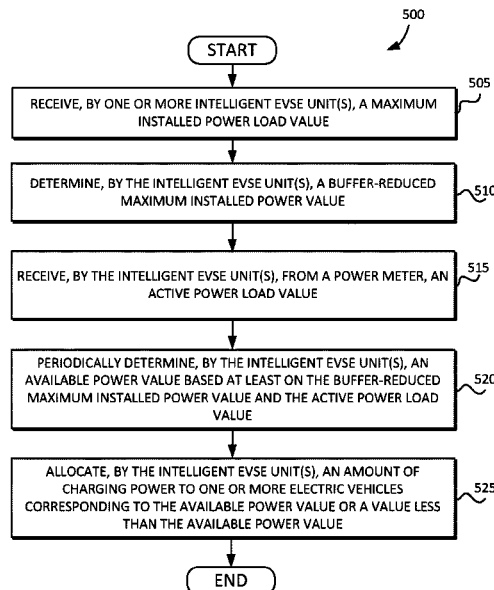 500
START
505
RECEIVE, BY ONE OR MORE INTELLIGENT EVSE UNIT(S), A MAXIMUM
INSTALLED POWER LOAD VALUE
DETERMINE, BY THE INTELLIGENT EVSE UNIT(S), A BUFFER-REDUCED
MAXIMUM INSTALLED POWER VALUE
510
RECEIVE, BY THE INTELLIGENT EVSE UNIT(S), FROM A POWER METER, AN
ACTIVE POWER LOAD VALUE
515
PERIODICALLY DETERMINE, BY THE INTELLIGENT EVSE UNIT(S), AN
AVAILABLE POWER VALUE BASED AT LEAST ON THE BUFFER-REDUCED
MAXIMUM INSTALLED POWER VALUE AND THE ACTIVE POWER LOAD
VALUE
520
ALLOCATE, BY THE INTELLIGENT EVSE UNIT(S), AN AMOUNT OF
CHARGING POWER TO ONE OR MORE ELECTRIC VEHICLES
CORRESPONDING TO THE AVAILABLE POWER VALUE OR A VALUE LESS
THAN THE AVAILABLE POWER VALUE
525
END